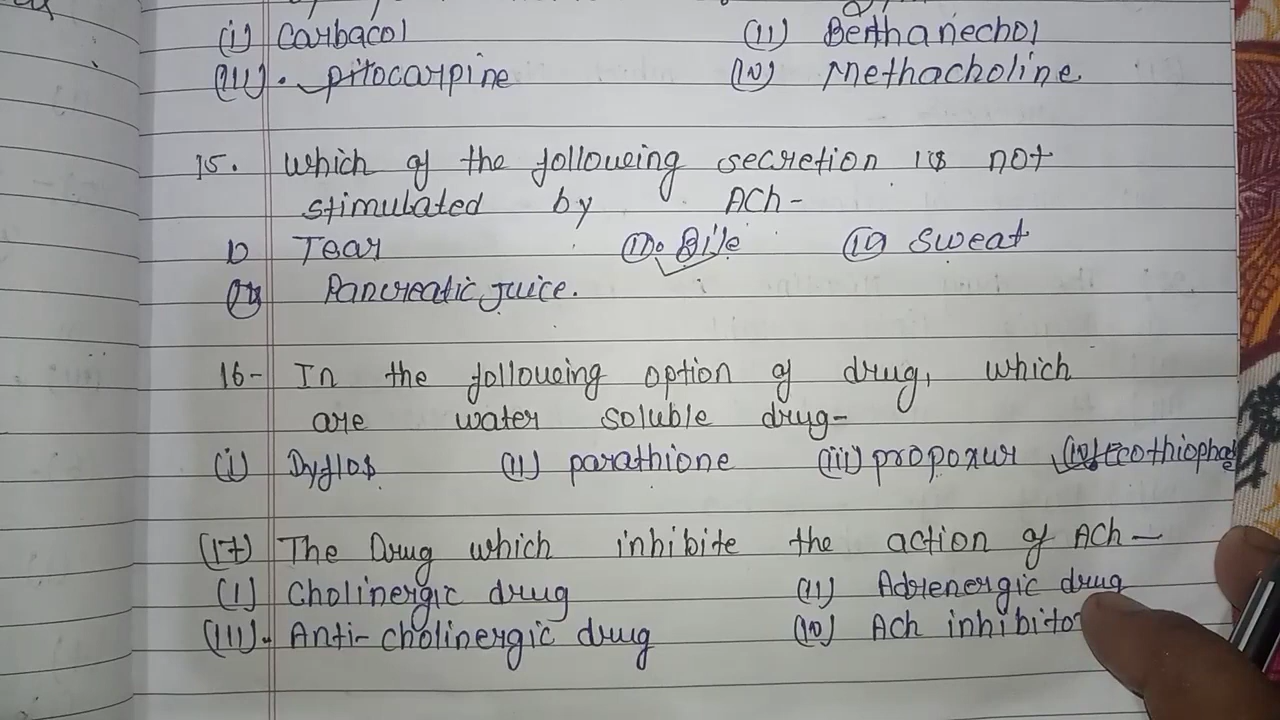 (i) Carbacol (ii) Benthanechol
(iii). pilocarpine (iv) Methacholine
15. Which of the following secretion is not
stimulated by ACh-
i) Tear (ii). Bile (iii) Sweat
(iv) Pancreatic juice.
16- In the following option of drug, which
are water soluble drug-
(i) Dyflos (ii) parathione (iii) propoxur (iv) Ecothiophate
(17) The Drug which inhibite the action of ACh-
(i) Cholinergic drug (ii) Adrenergic drug
(iii). Anti-cholinergic drug (iv) ACh inhibitor